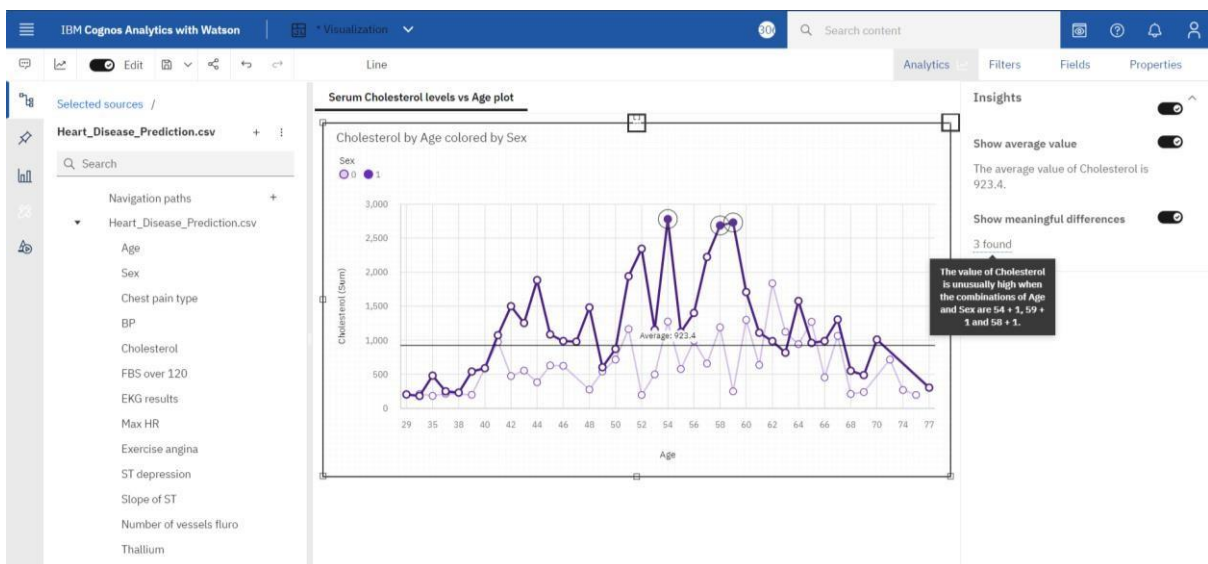 IBM Cognos Analytics with Watson
* Visualization
30
Search content
Edit
Line
Analytics
Filters
Fields
Properties
Selected sources /
Heart_Disease_Prediction.csv
Search
Navigation paths
Heart_Disease_Prediction.csv
Age
Sex
Chest pain type
BP
Cholesterol
FBS over 120
EKG results
Max HR
Exercise angina
ST depression
Slope of ST
Number of vessels fluro
Thallium
Serum Cholesterol levels vs Age plot
Cholesterol by Age colored by Sex
Sex
0 1
Cholesterol (Sum)
3,000
2,500
2,000
1,500
1,000
500
0
Average: 923.4
29 35 38 40 42 44 46 48 50 52 54 56 58 60 62 64 66 68 70 74 77
Age
Insights
Show average value
The average value of Cholesterol is
923.4.
Show meaningful differences
3 found
The value of Cholesterol
is unusually high when
the combinations of Age
and Sex are 54 + 1, 59 +
1 and 58 + 1.